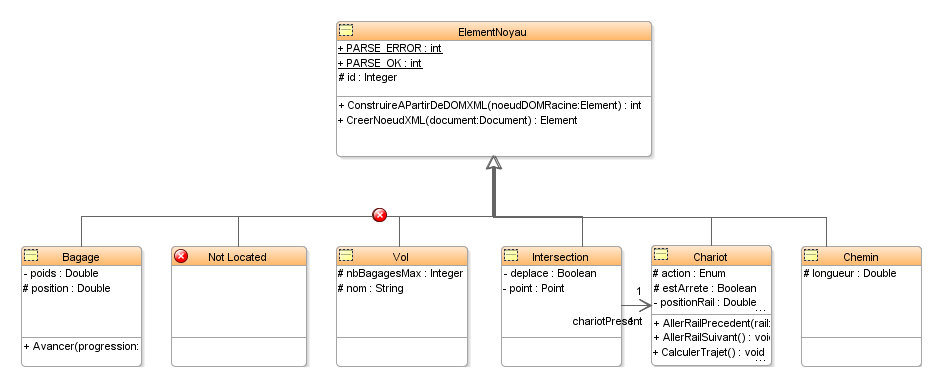 ElementNoyau
+ PARSE_ERROR : int
+ PARSE_OK : int
# id : Integer
+ ConstruireAPartirDeDOMXML(noeudDOMRacine:Element) : int
+ CreerNoeudXML(document:Document) : Element
Bagage
- poids : Double
# position : Double
+ Avancer(progression:
Not Located
Vol
# nbBagagesMax : Integer
# nom : String
Intersection
- deplace : Boolean
- point : Point
1
chariotPresent
1
Chariot
# action : Enum
# estArrete : Boolean
- positionRail : Double
...
+ AllerRailPrecedent(rail:
+ AllerRailSuivant() : voi
+ CalculerTrajet() : void
...
Chemin
# longueur : Double